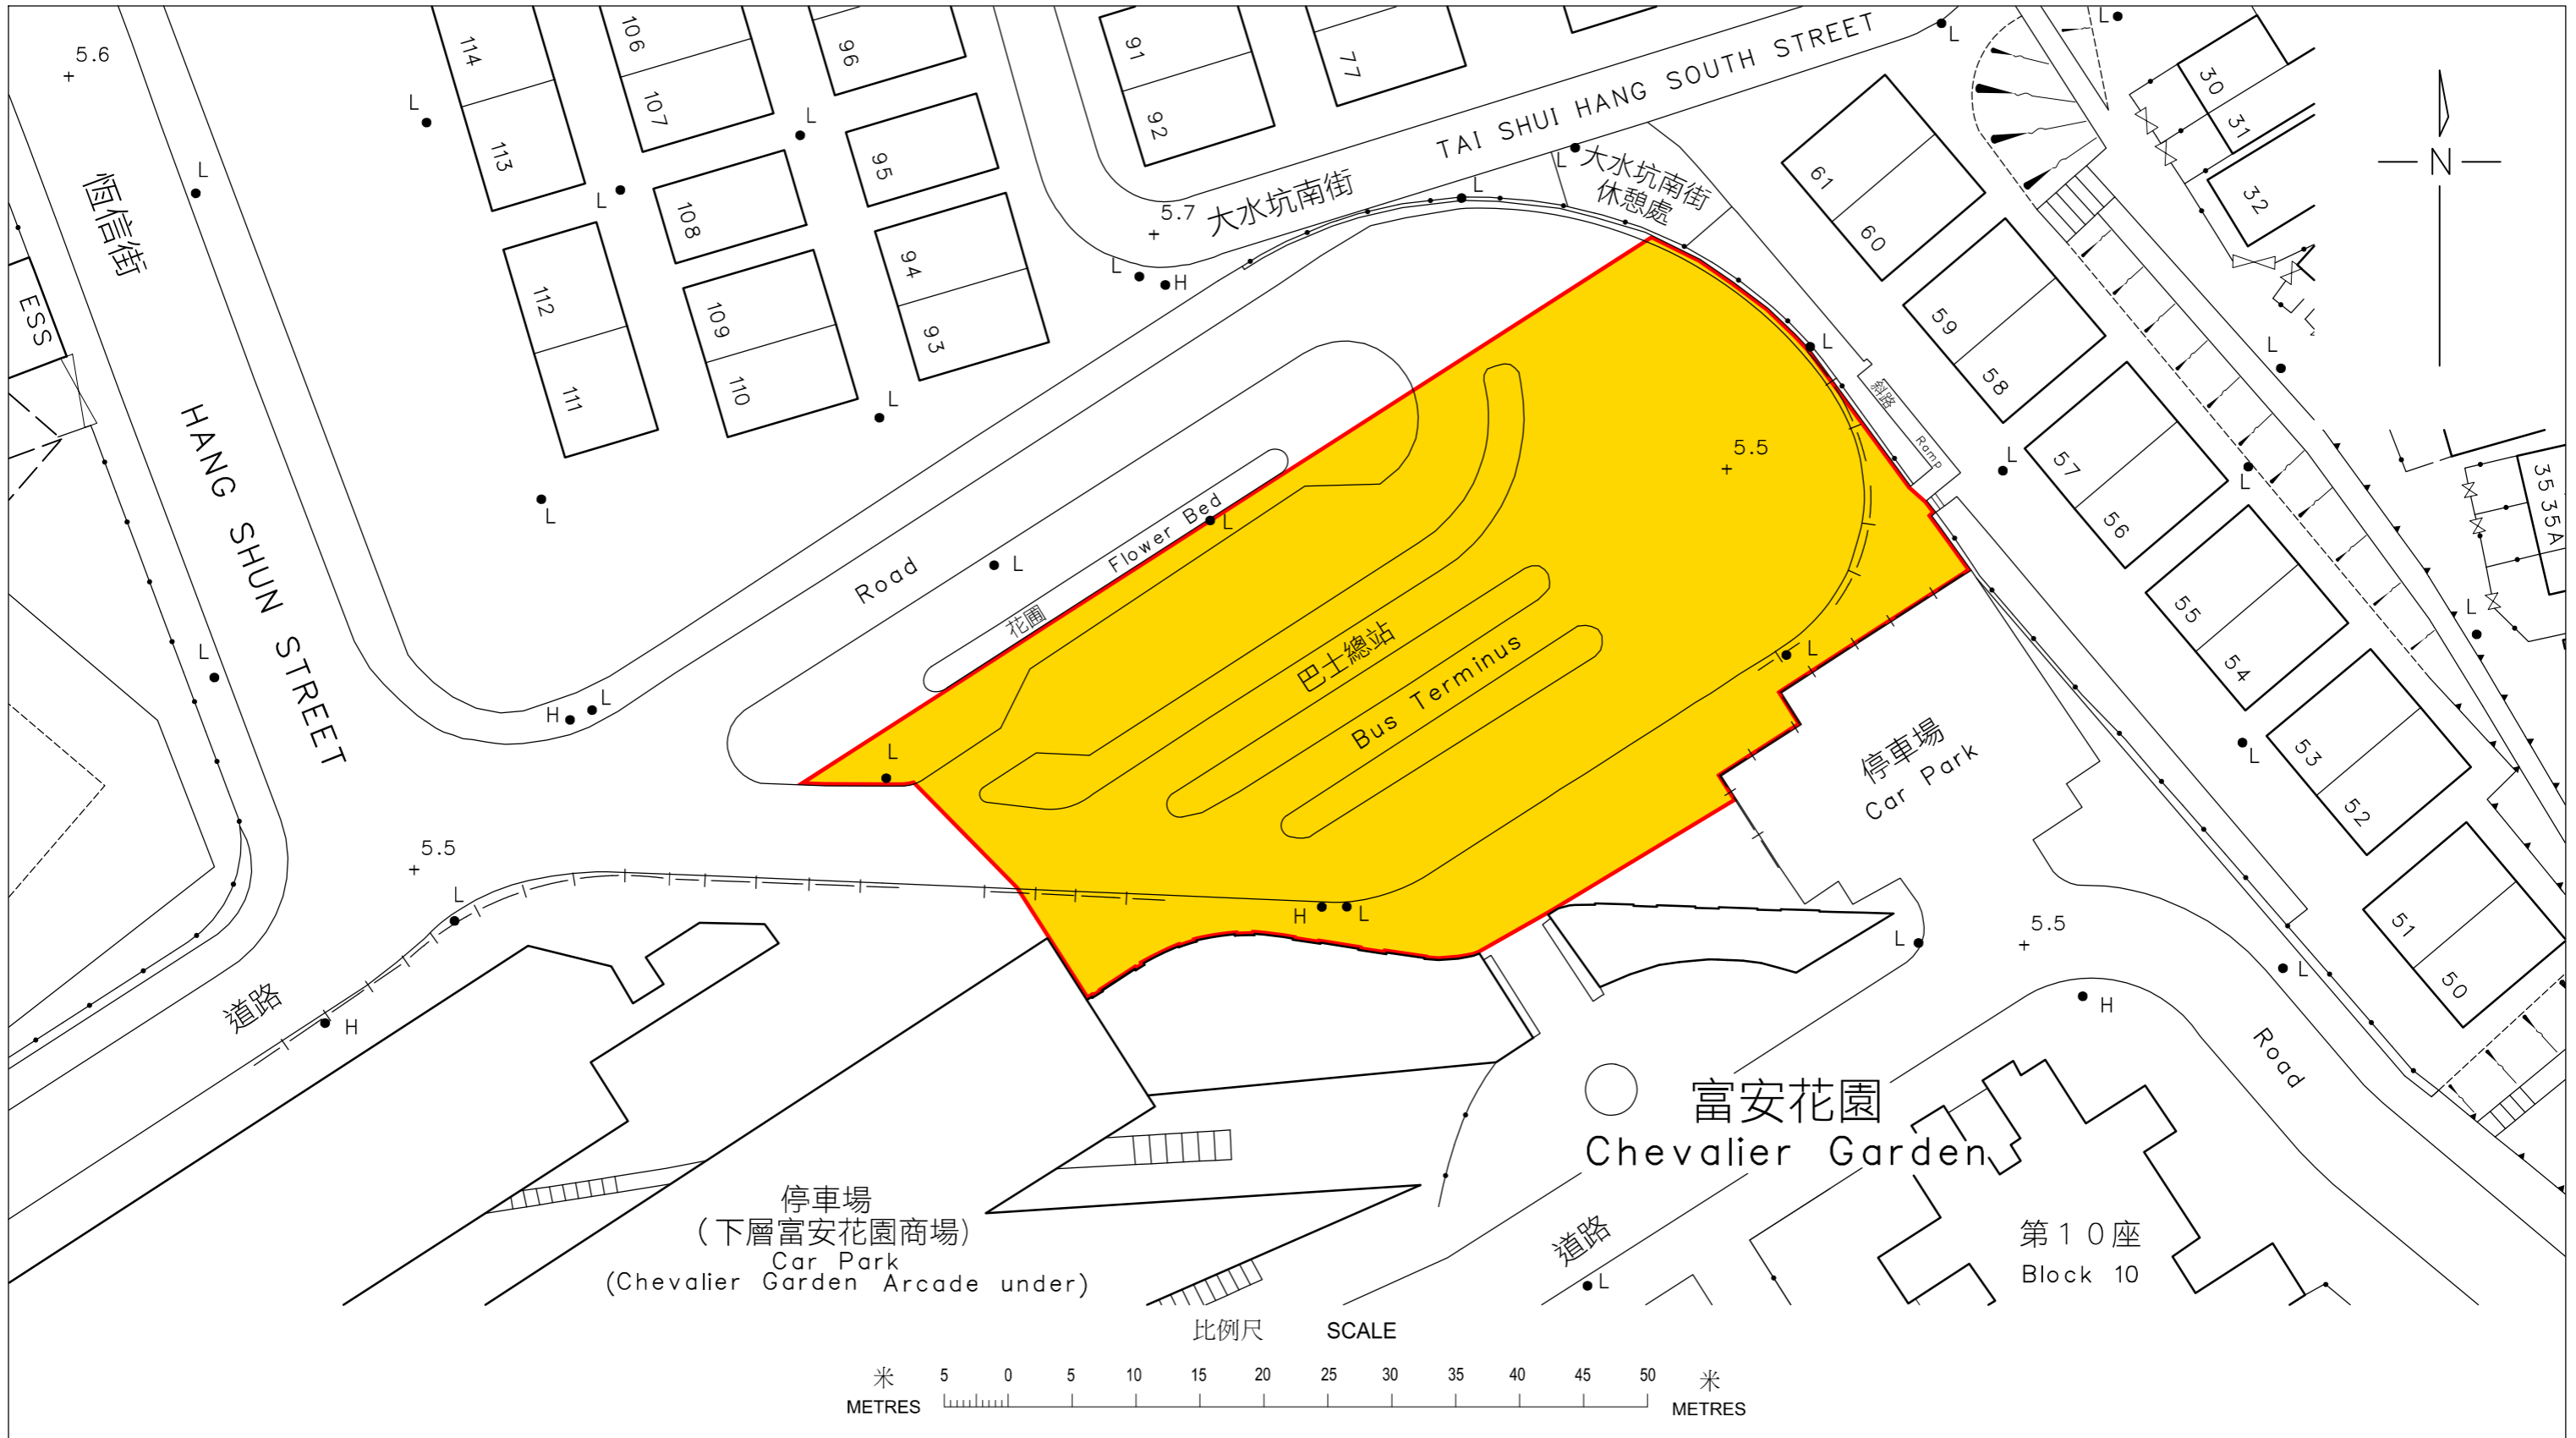 5.6
114
113
106
107
96
95
91
92
77
TAI SHUI HANG SOUTH STREET
L
L
L
30
31
32
N
L
L
L
L
恆信街
ESS
108
94
93
5.7
大水坑南街
L
大水坑南街
休憩處
L
61
60
112
111
109
110
L
H
L
59
58
L
斜路
Ramp
HANG SHUN STREET
L
L
5.5
57
56
L
L
35
35A
Flower Bed
L
花圃
Road
L
巴士總站
Bus Terminus
55
54
L
L
L
H
L
L
停車場
Car Park
53
52
L
5.5
L
H
L
L
5.5
51
50
L
道路
H
H
Road
富安花園
Chevalier Garden
停車場
（下層富安花園商場）
Car Park
(Chevalier Garden Arcade under)
道路
L
第１０座
Block 10
比例尺 SCALE
米 5 0 5 10 15 20 25 30 35 40 45 50 米
METRES METRES